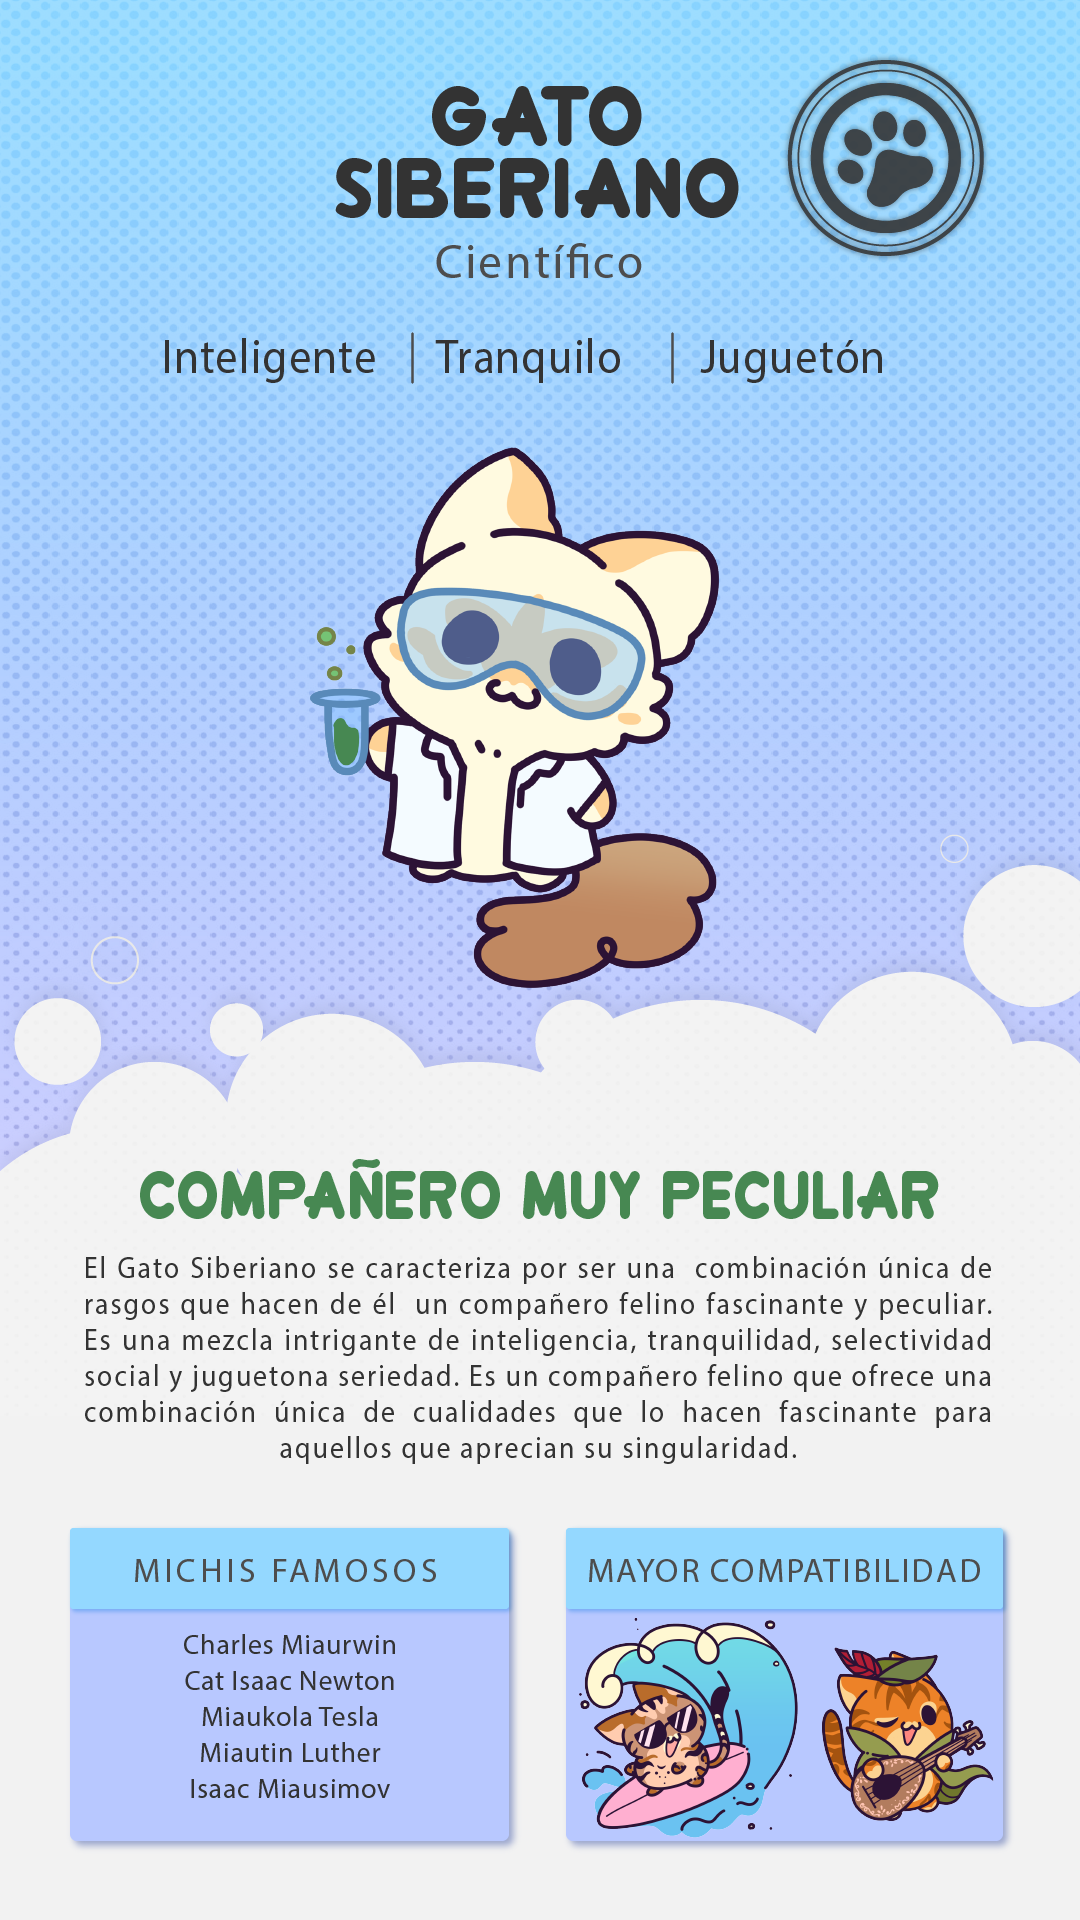 GATO
SIBERIANO
Científico
Inteligente | Tranquilo | Juguetón
COMPAÑERO MUY PECULIAR
El Gato Siberiano se caracteriza por ser una combinación única de
rasgos que hacen de él un compañero felino fascinante y peculiar.
Es una mezcla intrigante de inteligencia, tranquilidad, selectividad
social y juguetona seriedad. Es un compañero felino que ofrece una
combinación única de cualidades que lo hacen fascinante para
aquellos que aprecian su singularidad.
MICHIS FAMOSOS
Charles Miaurwin
Cat Isaac Newton
Miaukola Tesla
Miautin Luther
Isaac Miausimov
MAYOR COMPATIBILIDAD